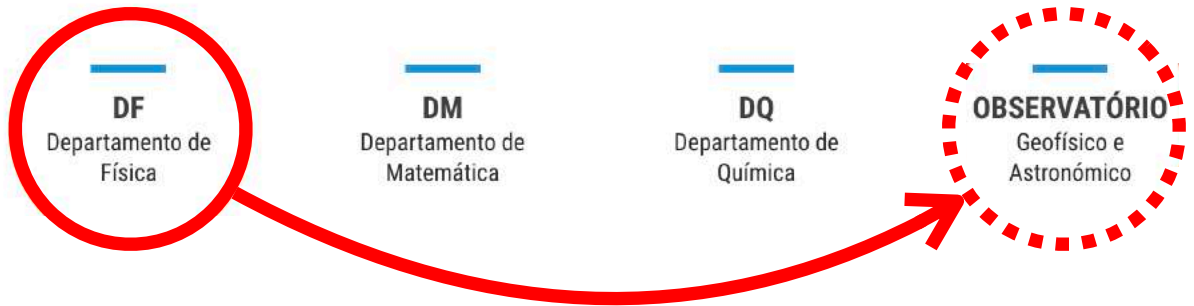 DF
Departamento de
Física
DM
Departamento de
Matemática
DQ
Departamento de
Química
OBSERVATÓRIO
Geofísico e
Astronómico